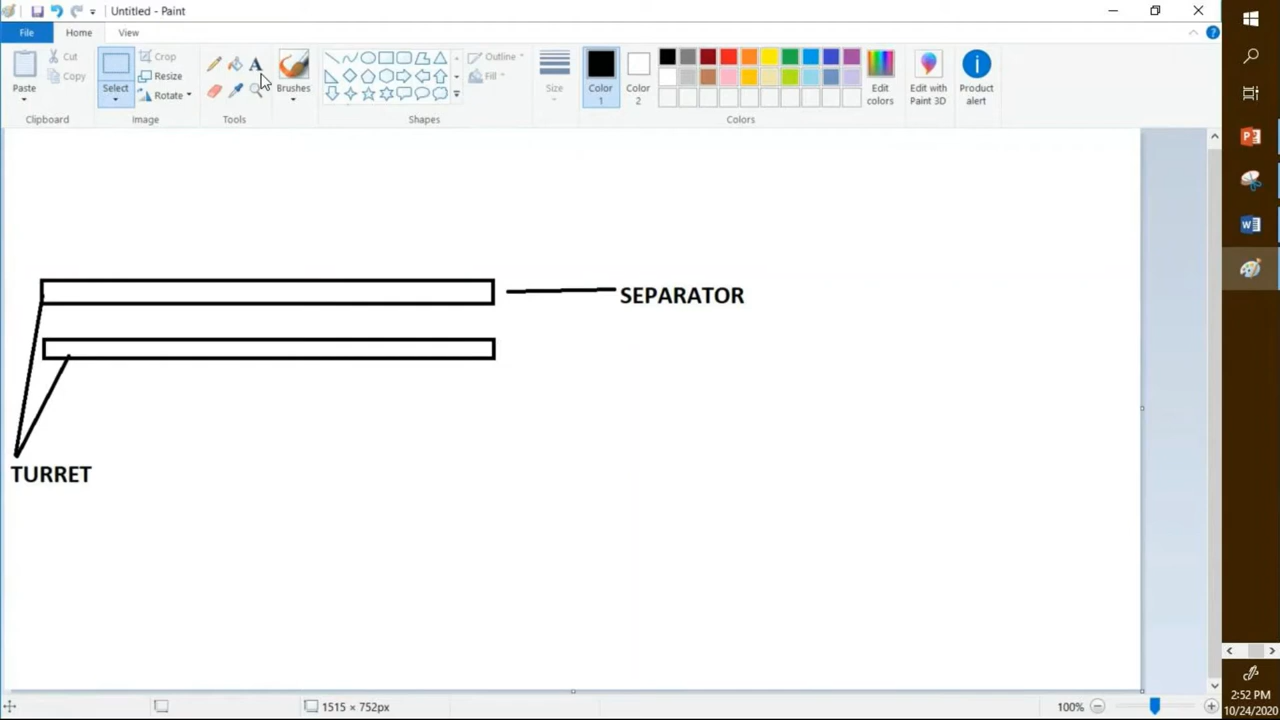 Untitled - Paint
File
Home
View
Paste
Cut
Copy
Clipboard
Select
Crop
Resize
Rotate
Image
A
Tools
Brushes
Outline
Fill
Shapes
Size
Color
1
Color
2
Colors
Edit
colors
Edit with
Paint 3D
Product
alert
SEPARATOR
TURRET
1515 × 752px
100%
2:52 PM
10/24/2020